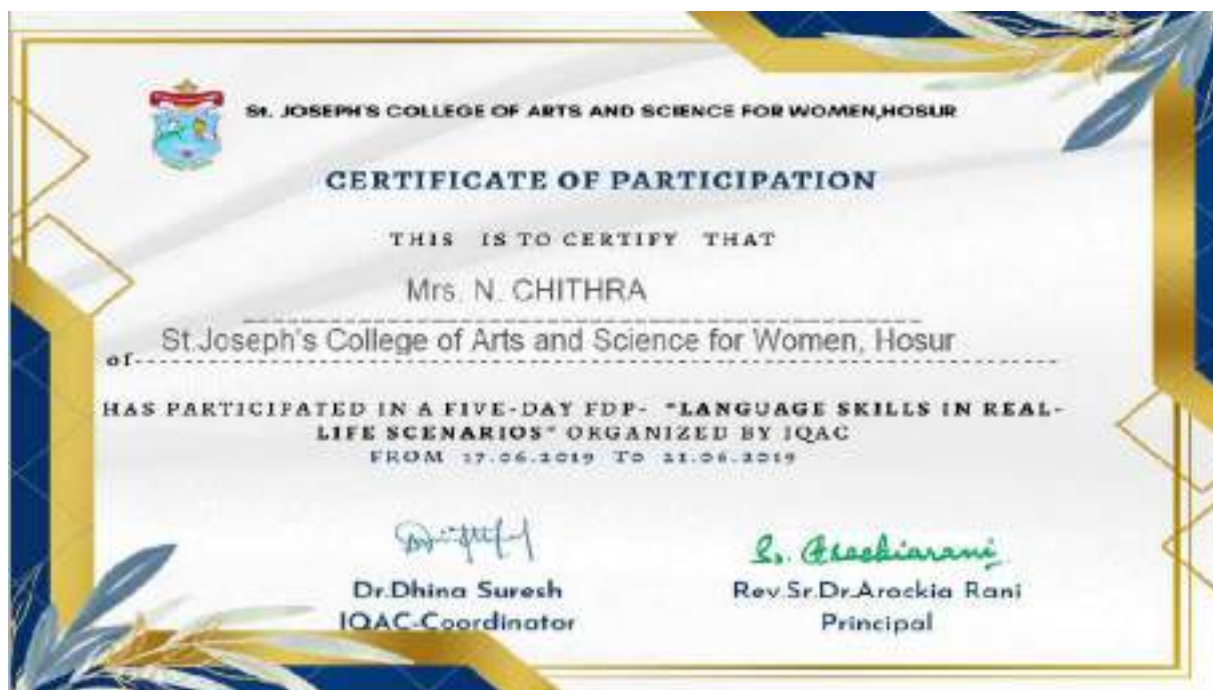 St. JOSEPH'S COLLEGE OF ARTS AND SCIENCE FOR WOMEN,HOSUR
CERTIFICATE OF PARTICIPATION
THIS IS TO CERTIFY THAT
Mrs. N. CHITHRA
of St.Joseph's College of Arts and Science for Women, Hosur
HAS PARTICIPATED IN A FIVE-DAY FDP- "LANGUAGE SKILLS IN REAL-
LIFE SCENARIOS" ORGANIZED BY IQAC
FROM 17.06.2019 TO 21.06.2019
Dr.Dhina Suresh Rev.Sr.Dr.Arockia Rani
IQAC-Coordinator Principal